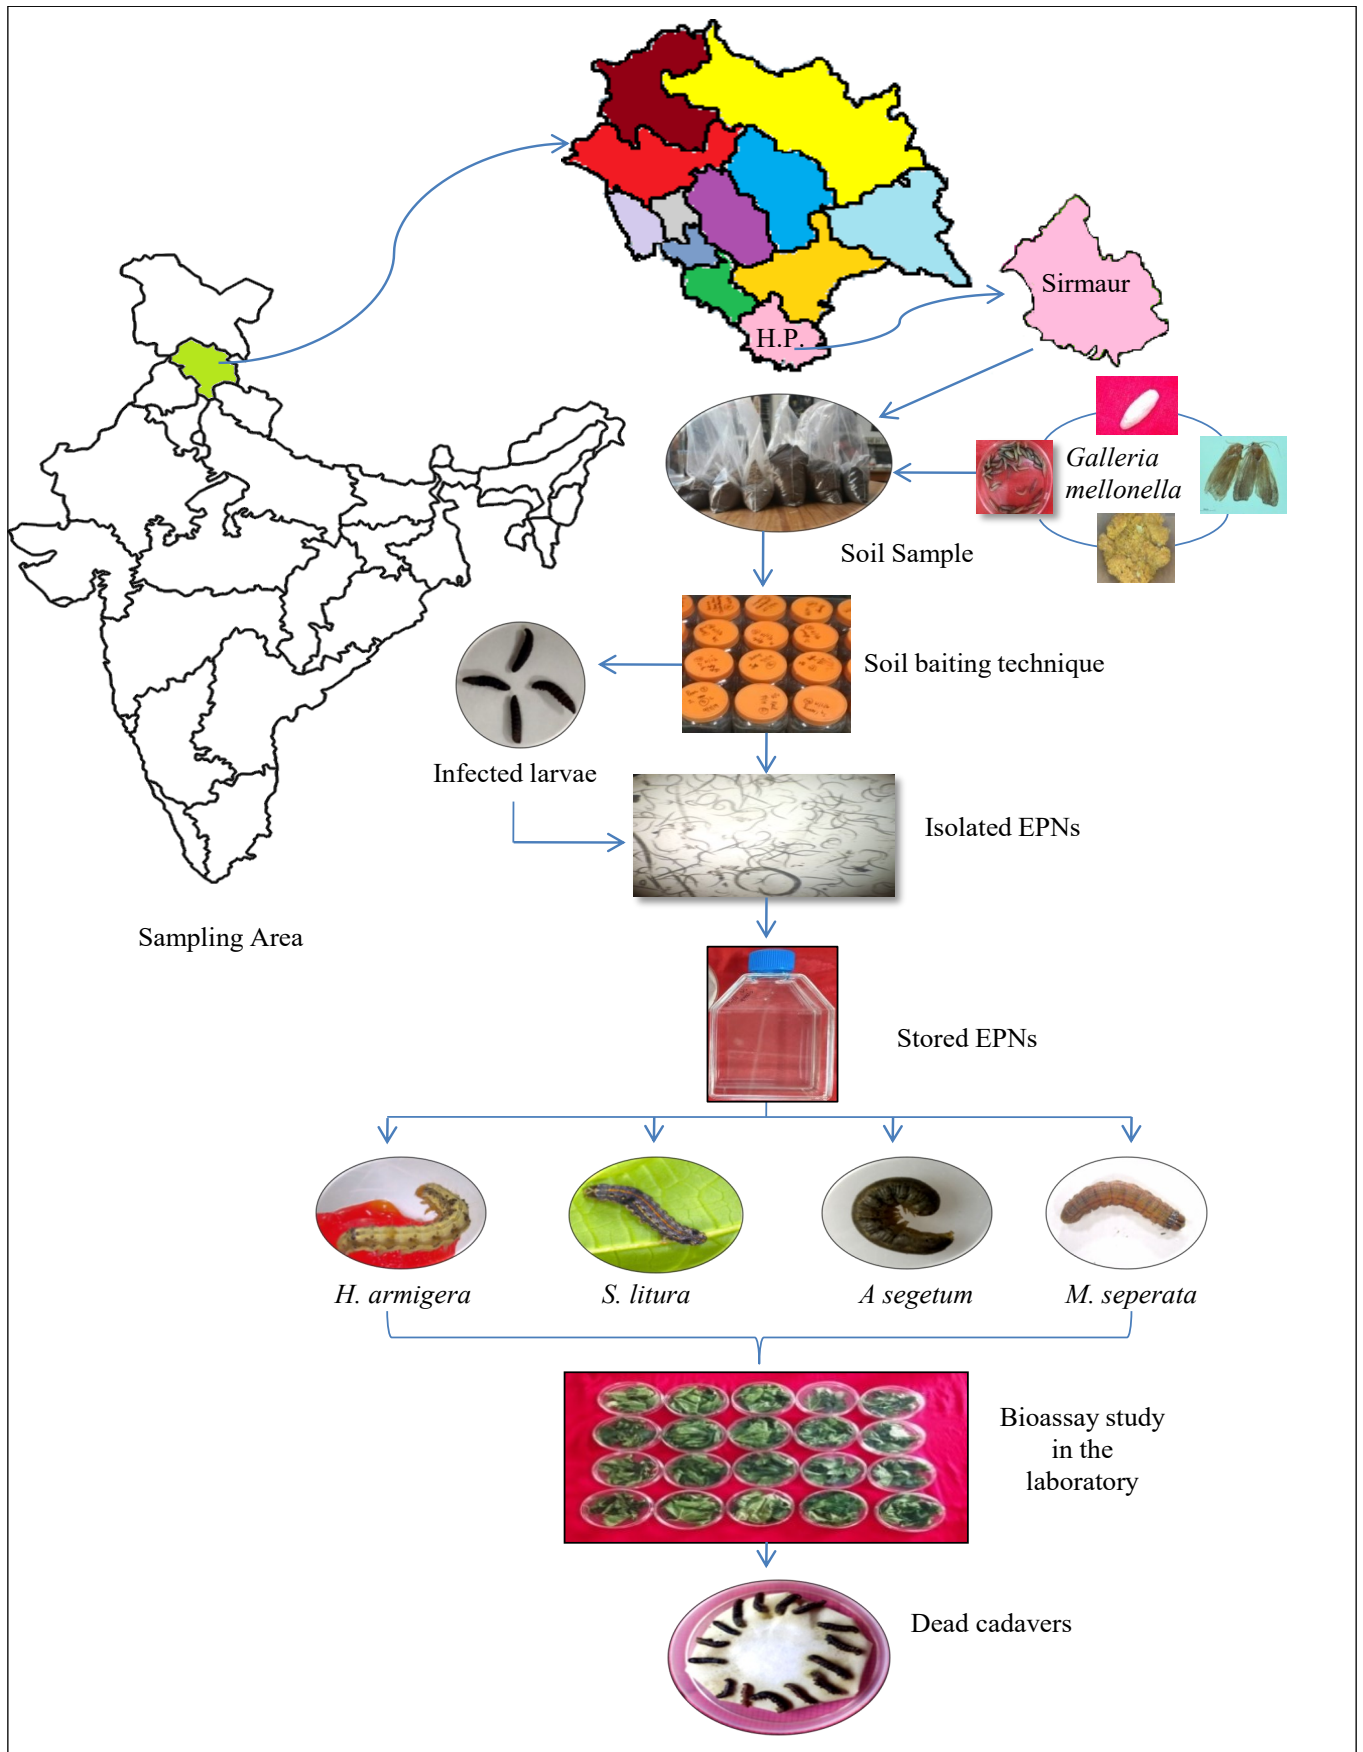 H.P.
Sirmaur
Galleria
mellonella
Soil Sample
Soil baiting technique
Infected larvae
Isolated EPNs
Sampling Area
Stored EPNs
H. armigera
S. litura
A segetum
M. seperata
Bioassay study
in the
laboratory
Dead cadavers